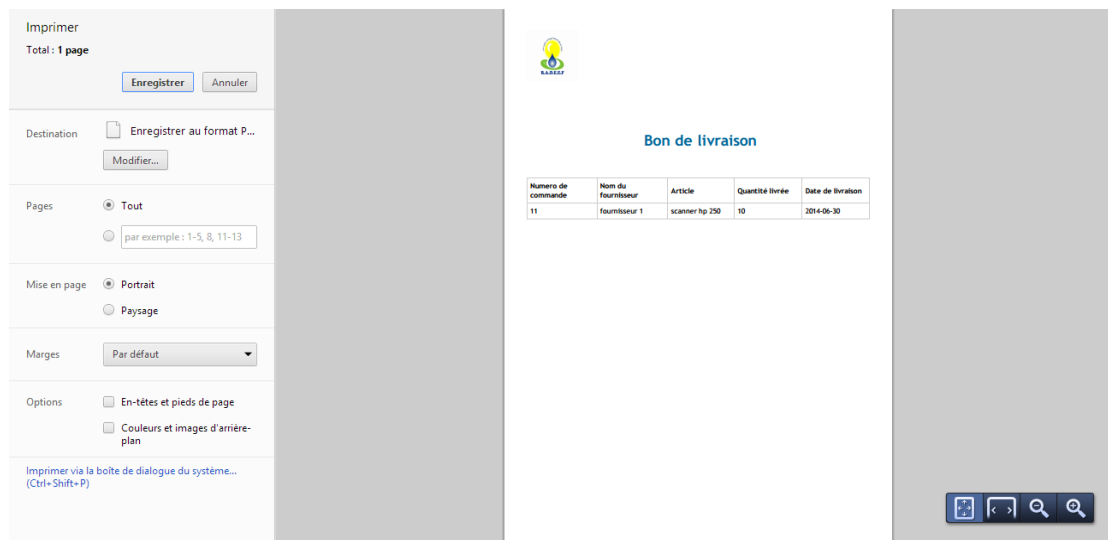 Imprimer
Total : 1 page
Enregistrer Annuler
Destination Enregistrer au format P...
Modifier...
Pages Tout
par exemple : 1-5, 8, 11-13
Mise en page Portrait
Paysage
Marges Par défaut
Options En-têtes et pieds de page
Couleurs et images d'arrière-
plan
Imprimer via la boîte de dialogue du système...
(Ctrl+Shift+P)
R.A.D.E.E.F
Bon de livraison
Numero de commande Nom du fournisseur Article Quantité livrée Date de livraison
11 fournisseur 1 scanner hp 250 10 2014-06-30